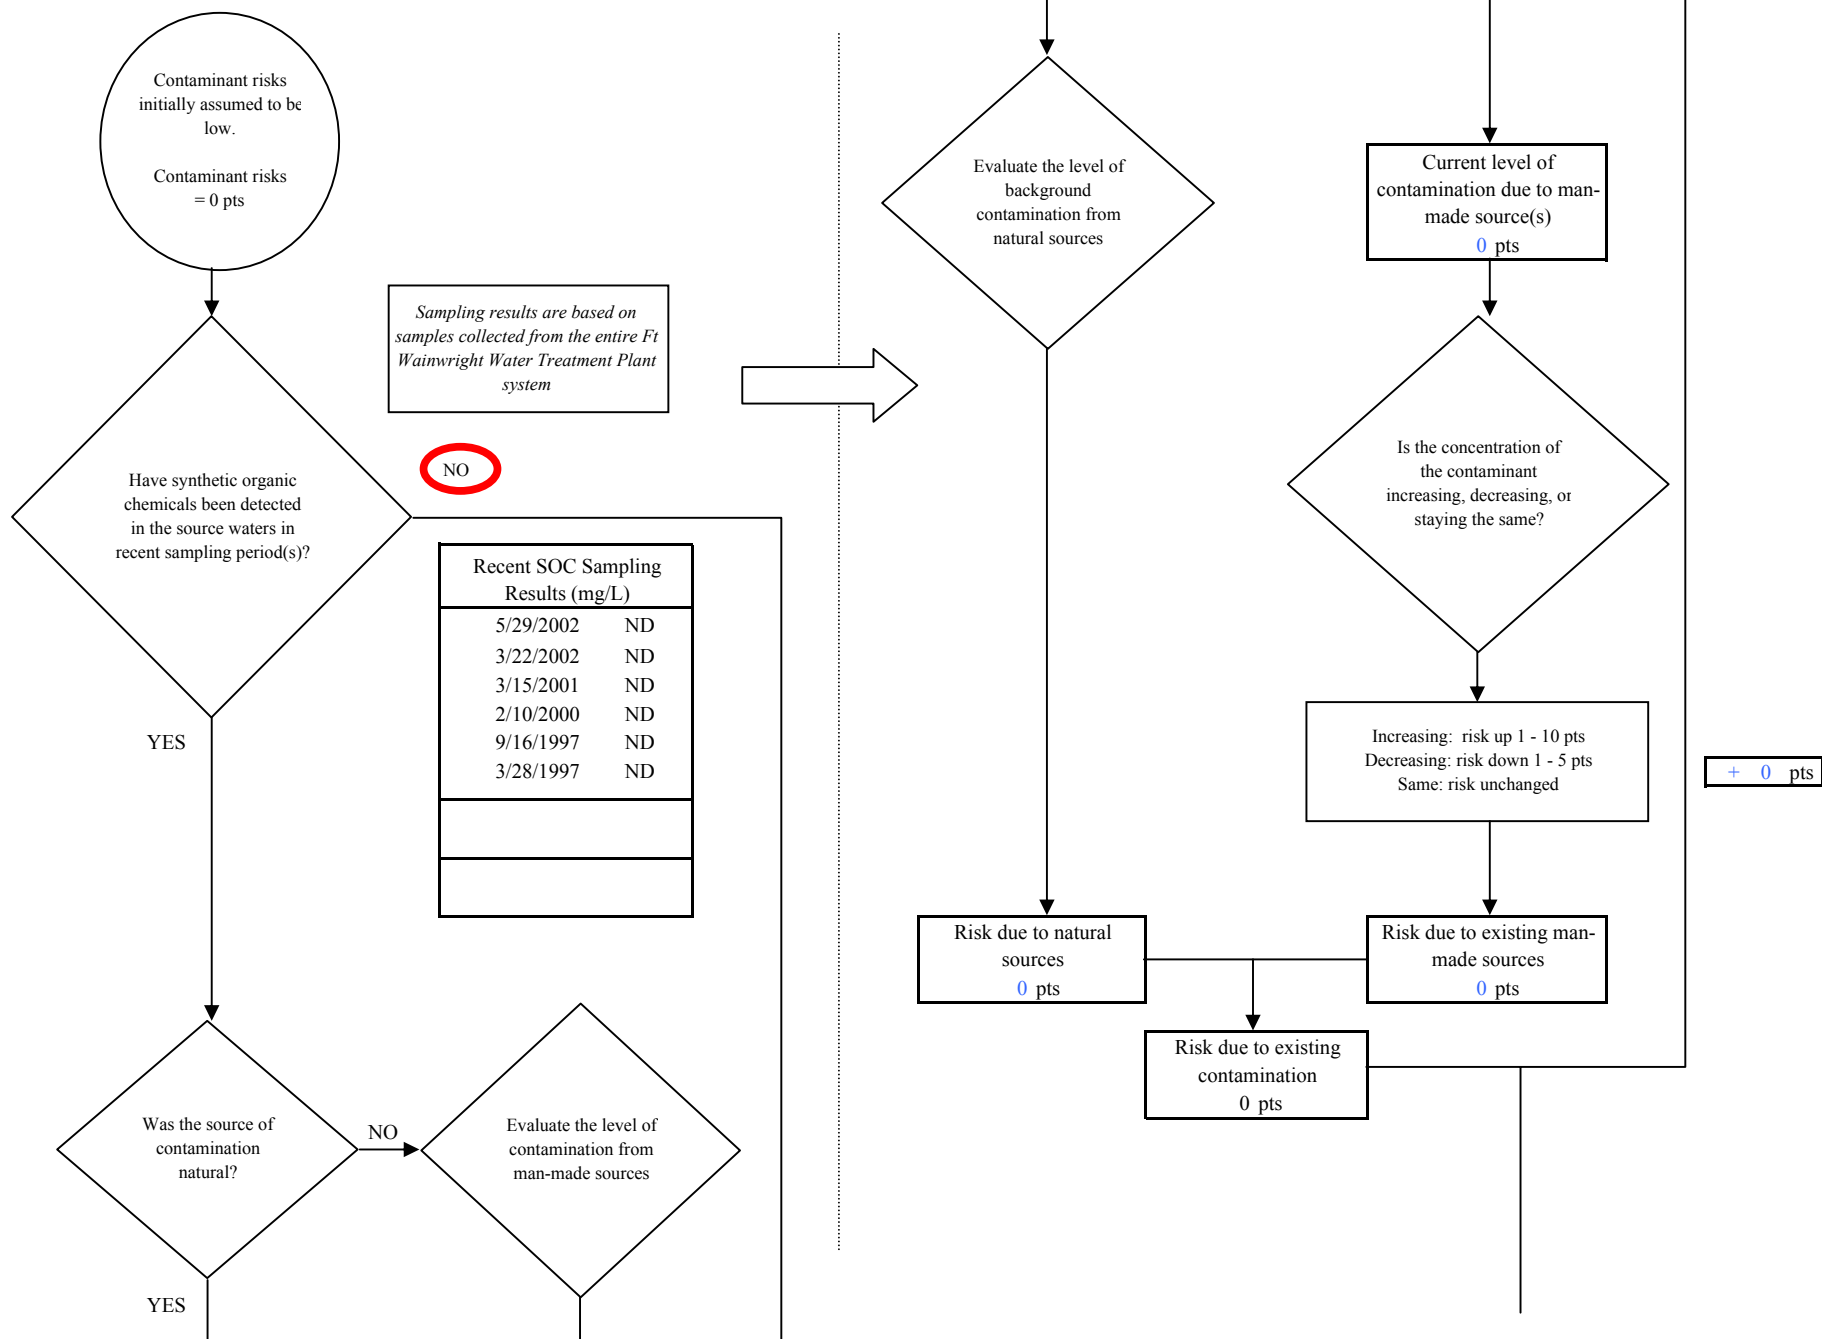 Contaminant risks
initially assumed to be
low.
Contaminant risks
= 0 pts
Sampling results are based on
samples collected from the entire Ft
Wainwright Water Treatment Plant
system
NO
Have synthetic organic
chemicals been detected
in the source waters in
recent sampling period(s)?
Recent SOC Sampling
Results (mg/L)
5/29/2002 ND
3/22/2002 ND
3/15/2001 ND
2/10/2000 ND
9/16/1997 ND
3/28/1997 ND
YES
Was the source of
contamination
natural?
NO
Evaluate the level of
contamination from
man-made sources
YES
Evaluate the level of
background
contamination from
natural sources
Current level of
contamination due to man-
made source(s)
0 pts
Is the concentration of
the contaminant
increasing, decreasing, or
staying the same?
Increasing: risk up 1 - 10 pts
Decreasing: risk down 1 - 5 pts
Same: risk unchanged
+ 0 pts
Risk due to natural
sources
0 pts
Risk due to existing man-
made sources
0 pts
Risk due to existing
contamination
0 pts